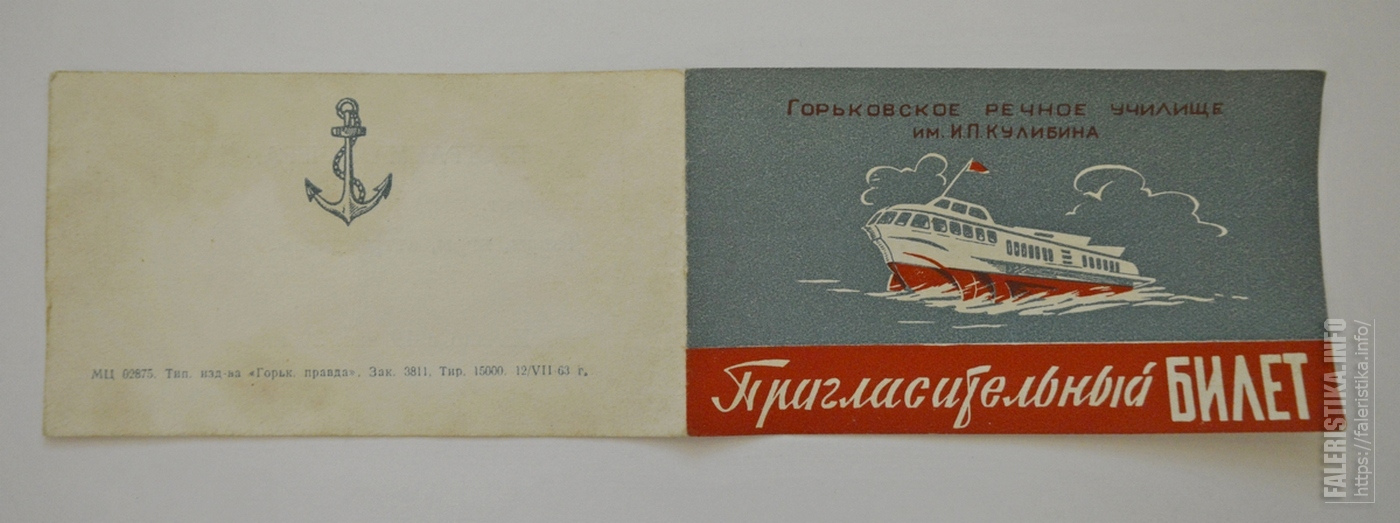 МЦ 02875. Тип. изд-ва «Горьк. правда». Зак. 3811. Тир. 15000. 12/VII-63 г.
Горьковское речное училище
им. И.П.Кулибина
Пригласительный БИЛЕТ
FALERISTIKA.INFO
https://faleristika.info/